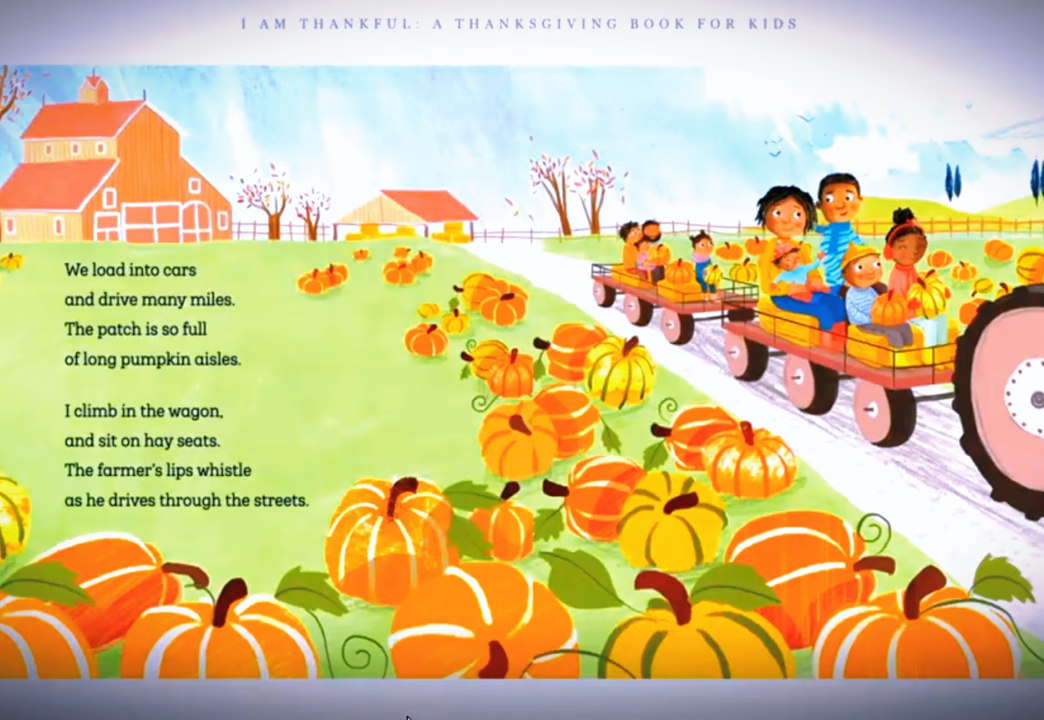 I AM THANKFUL: A THANKSGIVING BOOK FOR KIDS
We load into cars
and drive many miles.
The patch is so full
of long pumpkin aisles.
I climb in the wagon,
and sit on hay seats.
The farmer's lips whistle
as he drives through the streets.